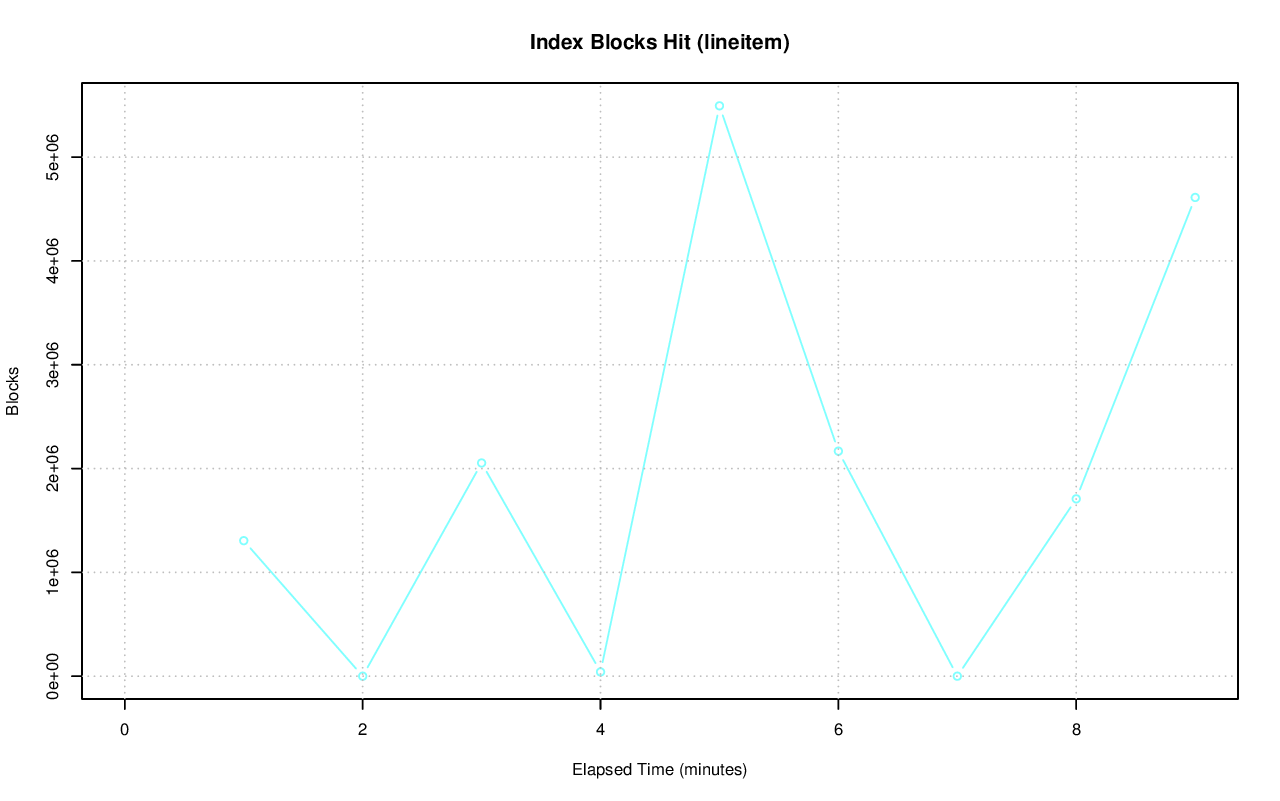 Index Blocks Hit (lineitem)
5e+06
4e+06
3e+06
2e+06
1e+06
0e+00
Blocks
0 2 4 6 8
Elapsed Time (minutes)